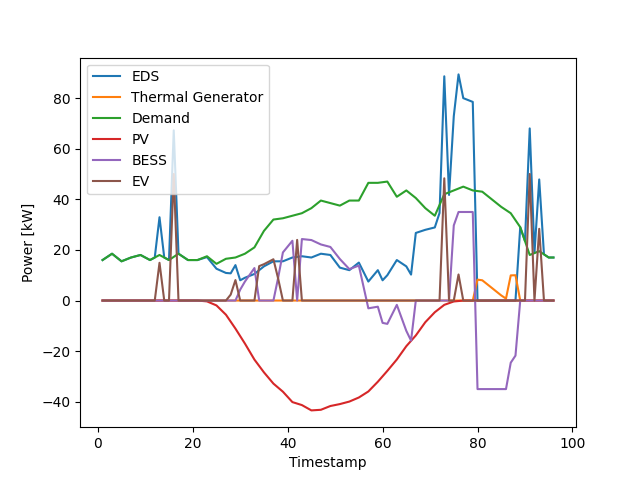 EDS
Thermal Generator
Demand
PV
BESS
EV
Power [kW]
80
60
40
20
0
−20
−40
0 20 40 60 80 100
Timestamp